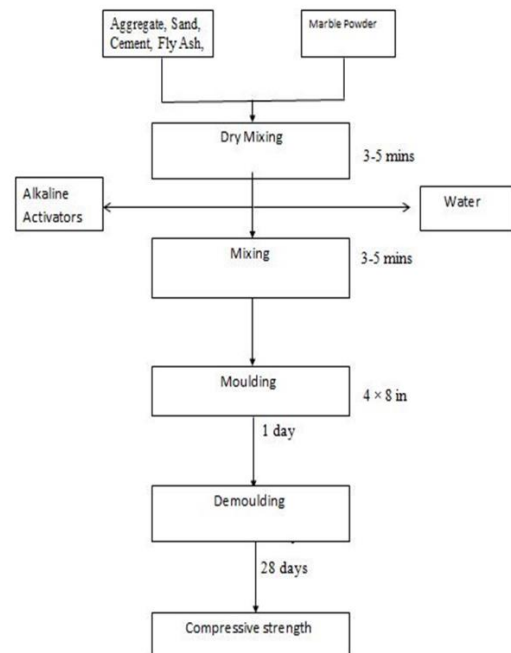 Aggregate, Sand,
Cement, Fly Ash,
Marble Powder
Dry Mixing
3-5 mins
Alkaline
Activators
Water
Mixing
3-5 mins
Moulding
4 × 8 in
1 day
Demoulding
28 days
Compressive strength